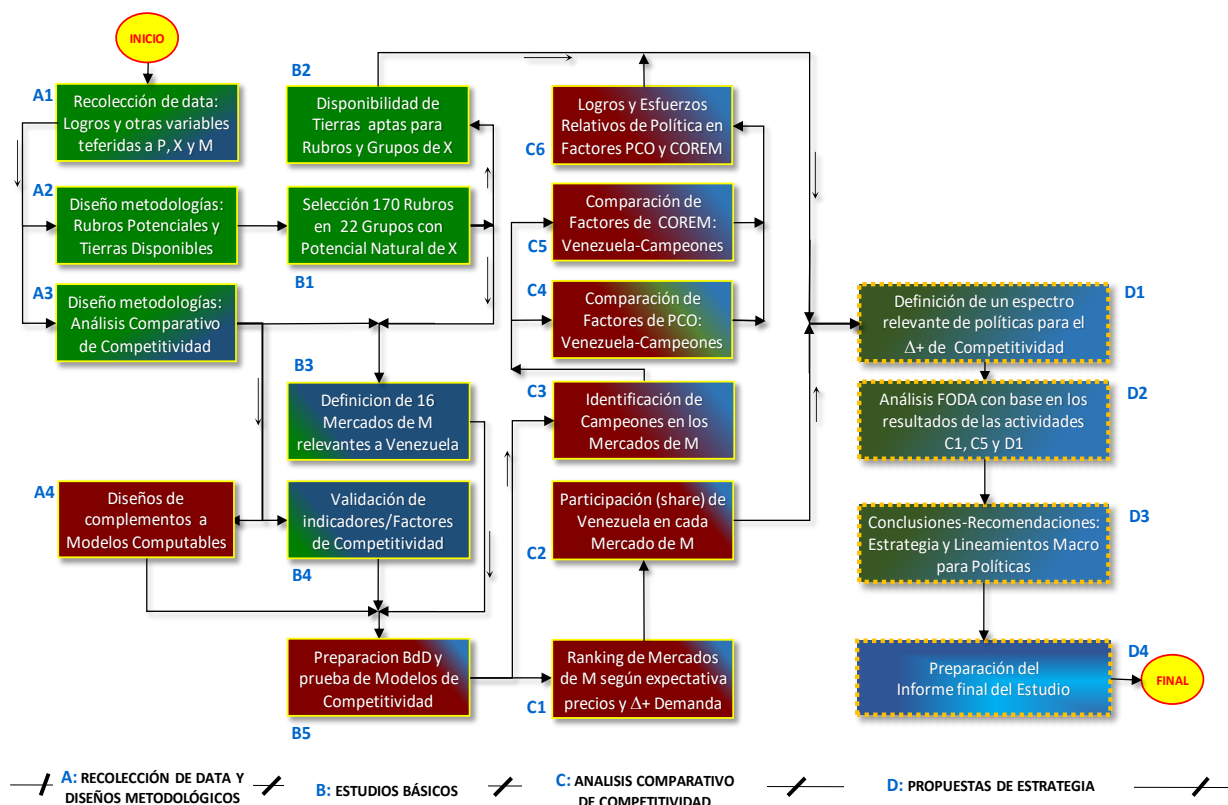 INICIO
A1
Recolección de data:
Logros y otras variables
teferidas a P, X y M
A2
Diseño metodologías:
Rubros Potenciales y
Tierras Disponibles
A3
Diseño metodologías:
Análisis Comparativo
de Competitividad
A4
Diseños de
complementos a
Modelos Computables
B2
Disponibilidad de
Tierras aptas para
Rubros y Grupos de X
Selección 170 Rubros
en 22 Grupos con
Potencial Natural de X
B1
B3
Definicion de 16
Mercados de M
relevantes a Venezuela
Validación de
indicadores/Factores
de Competitividad
B4
Preparacion BdD y
prueba de Modelos de
Competitividad
B5
Logros y Esfuerzos
Relativos de Política en
Factores PCO y COREM
C6
Comparación de
Factores de COREM:
Venezuela-Campeones
C5
C4
Comparación de
Factores de PCO:
Venezuela-Campeones
C3
Identificación de
Campeones en los
Mercados de M
Participación (share) de
Venezuela en cada
Mercado de M
C2
Ranking de Mercados
de M según expectativa
precios y Δ+ Demanda
C1
D1
Definición de un espectro
relevante de políticas para el
Δ+ de Competitividad
D2
Análisis FODA con base en los
resultados de las actividades
C1, C5 y D1
D3
Conclusiones-Recomendaciones:
Estrategia y Lineamientos Macro
para Políticas
D4
Preparación del
Informe final del Estudio
FINAL
A: RECOLECCIÓN DE DATA Y
DISEÑOS METODOLÓGICOS
B: ESTUDIOS BÁSICOS
C: ANALISIS COMPARATIVO
DE COMPETITIVIDAD
D: PROPUESTAS DE ESTRATEGIA